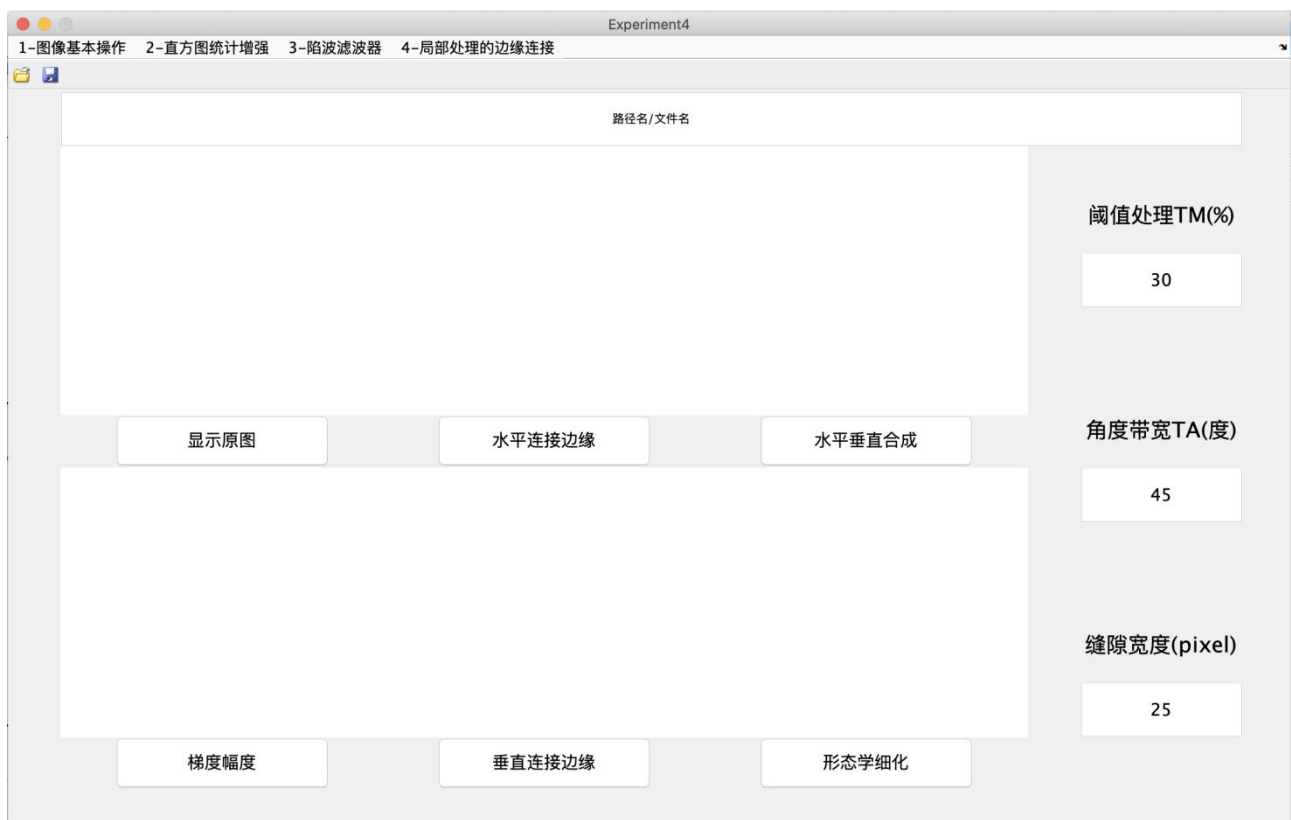 Experiment4
1-图像基本操作 2-直方图统计增强 3-陷波滤波器 4-局部处理的边缘连接
路径名/文件名
阈值处理TM(%)
30
显示原图 水平连接边缘 水平垂直合成
角度带宽TA(度)
45
缝隙宽度(pixel)
25
梯度幅度 垂直连接边缘 形态学细化